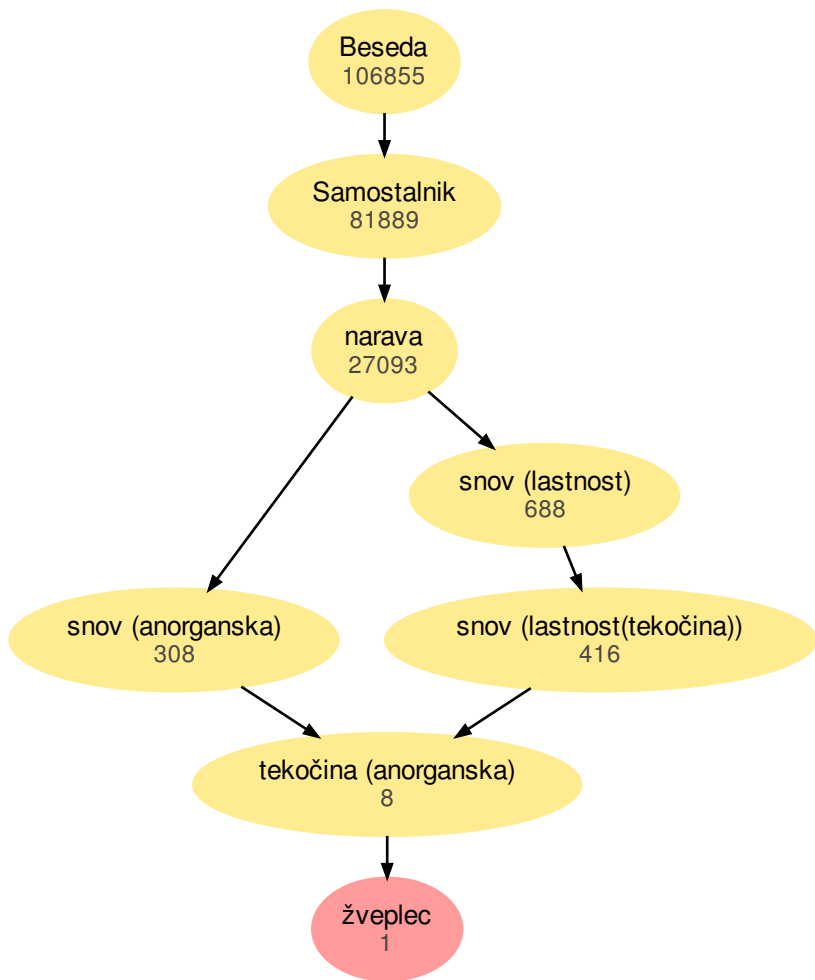 Beseda
106855
Samostalnik
81889
narava
27093
snov (lastnost)
688
snov (anorganska)
308
snov (lastnost(tekočina))
416
tekočina (anorganska)
8
žveplec
1